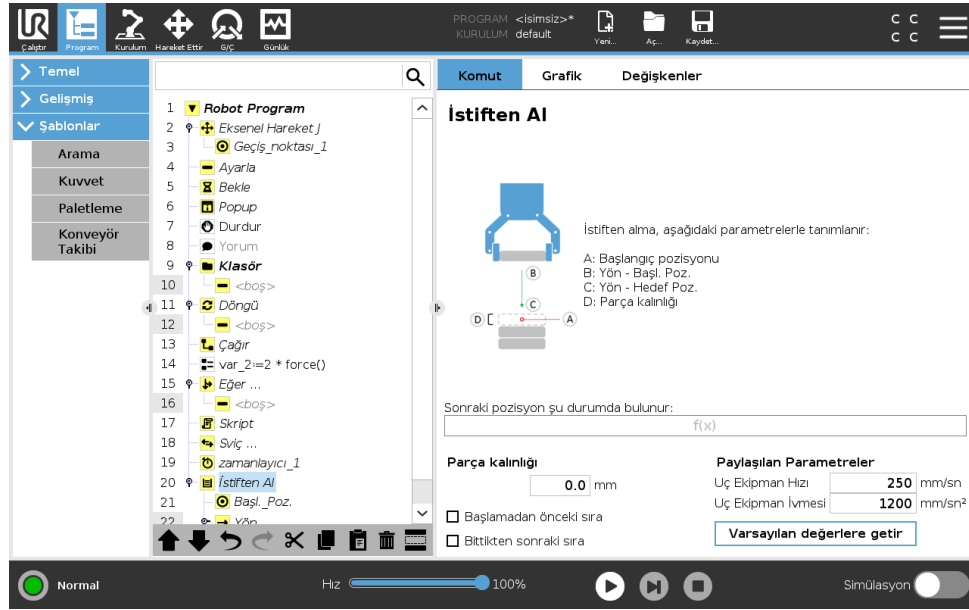 PROGRAM <isimsiz>*
KURULUM default
Çalıştır
Program
Kurulum
Hareket Ettir
G/Ç
Günlük
Yeni...
Aç...
Kaydet...
C C
C C
Temel
Gelişmiş
Şablonlar
Arama
Kuvvet
Paletleme
Konveyör
Takibi
1 Robot Program
2 Eksenel Hareket J
3 Geçiş_noktası_1
4 Ayarla
5 Bekle
6 Popup
7 Durdur
8 Yorum
9 Klasör
10 <boş>
11 Döngü
12 <boş>
13 Çağır
14 var_2:=2 * force()
15 Eğer ...
16 <boş>
17 Skript
18 Sviç ...
19 zamanlayıcı_1
20 İstiften Al
21 Başl._Poz.
22 Yön
Komut Grafik Değişkenler
İstiften Al
B
C
D
A
İstiften alma, aşağıdaki parametrelerle tanımlanır:
A: Başlangıç pozisyonu
B: Yön - Başl. Poz.
C: Yön - Hedef Poz.
D: Parça kalınlığı
Sonraki pozisyon şu durumda bulunur:
f(x)
Parça kalınlığı
0.0 mm
Başlamadan önceki sıra
Bittikten sonraki sıra
Paylaşılan Parametreler
Uç Ekipman Hızı 250 mm/sn
Uç Ekipman İvmesi 1200 mm/sn²
Varsayılan değerlere getir
Normal
Hız 100%
Simülasyon